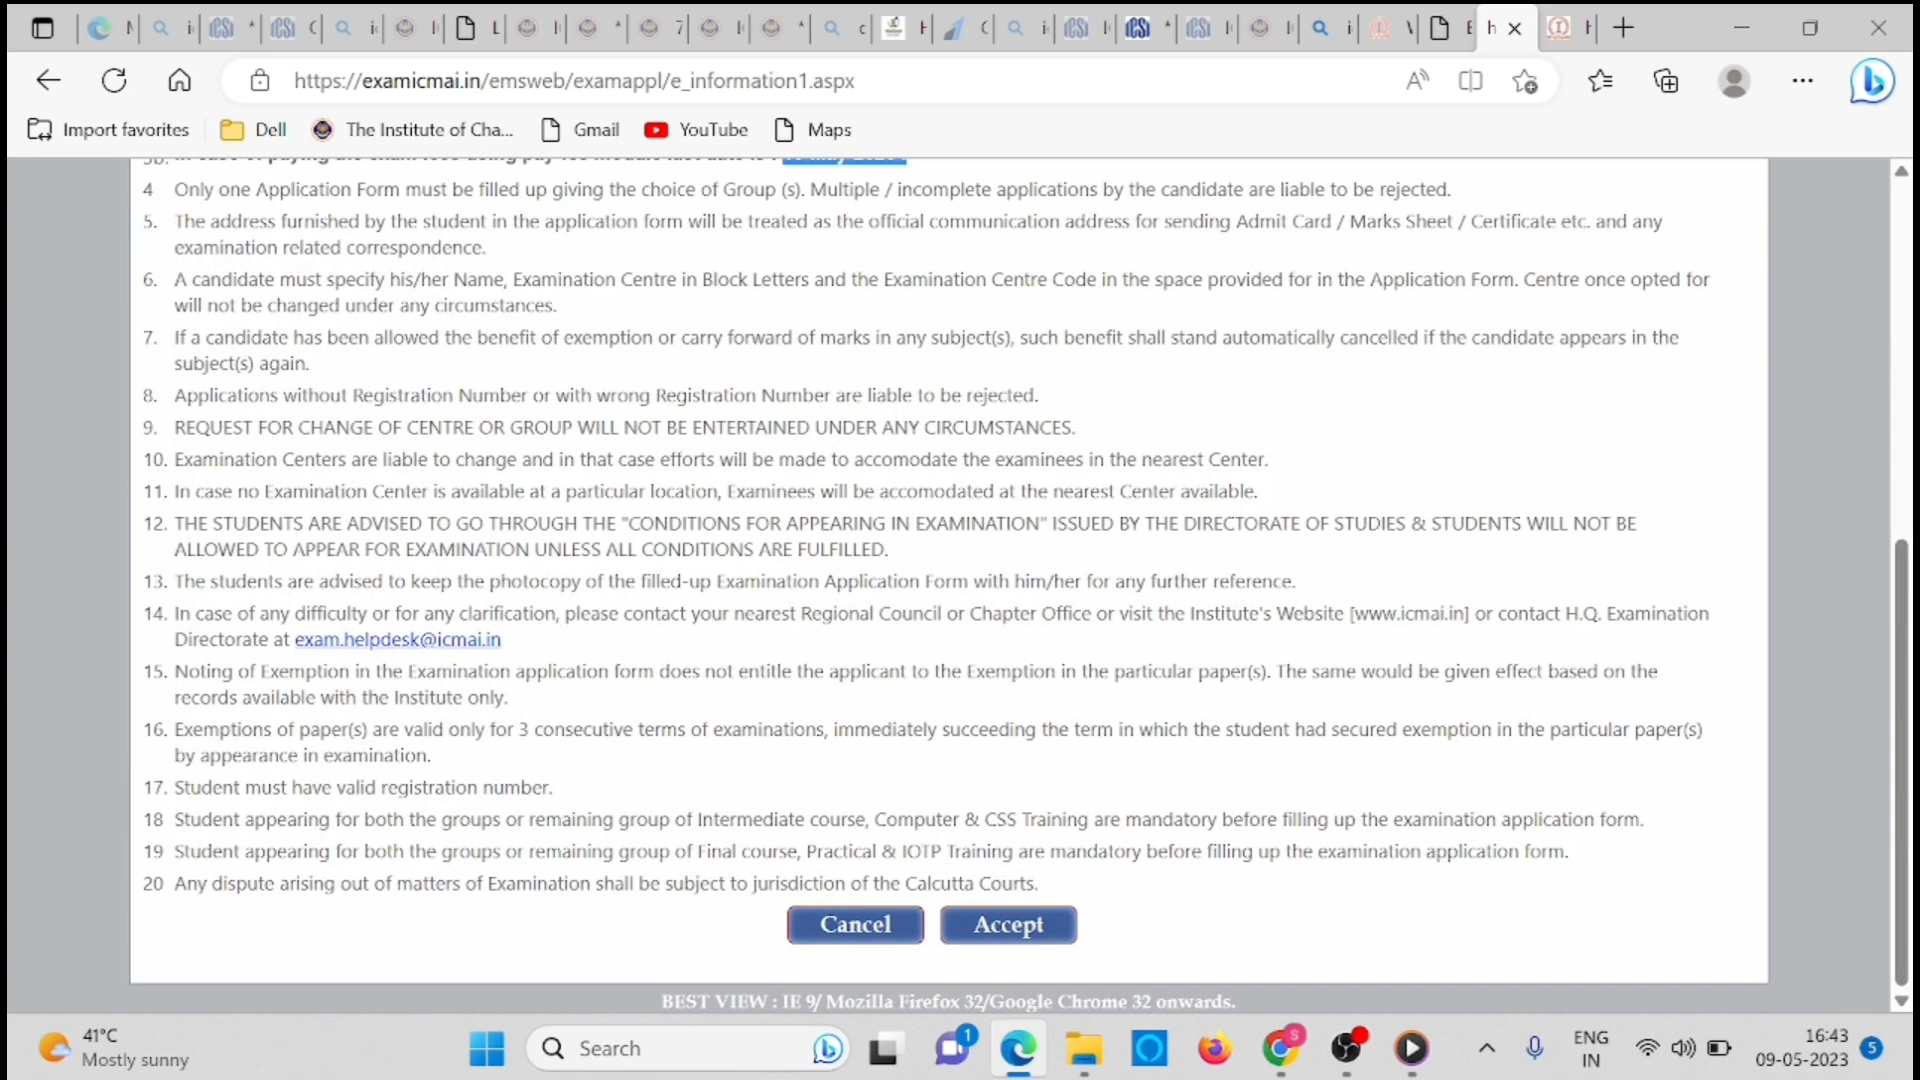 https://examicmai.in/emsweb/examappl/e_information1.aspx
Import favorites Dell The Institute of Cha... Gmail YouTube Maps
4 Only one Application Form must be filled up giving the choice of Group (s). Multiple / incomplete applications by the candidate are liable to be rejected.
5. The address furnished by the student in the application form will be treated as the official communication address for sending Admit Card / Marks Sheet / Certificate etc. and any
examination related correspondence.
6. A candidate must specify his/her Name, Examination Centre in Block Letters and the Examination Centre Code in the space provided for in the Application Form. Centre once opted for
will not be changed under any circumstances.
7. If a candidate has been allowed the benefit of exemption or carry forward of marks in any subject(s), such benefit shall stand automatically cancelled if the candidate appears in the
subject(s) again.
8. Applications without Registration Number or with wrong Registration Number are liable to be rejected.
9. REQUEST FOR CHANGE OF CENTRE OR GROUP WILL NOT BE ENTERTAINED UNDER ANY CIRCUMSTANCES.
10. Examination Centers are liable to change and in that case efforts will be made to accomodate the examinees in the nearest Center.
11. In case no Examination Center is available at a particular location, Examinees will be accomodated at the nearest Center available.
12. THE STUDENTS ARE ADVISED TO GO THROUGH THE "CONDITIONS FOR APPEARING IN EXAMINATION" ISSUED BY THE DIRECTORATE OF STUDIES & STUDENTS WILL NOT BE
ALLOWED TO APPEAR FOR EXAMINATION UNLESS ALL CONDITIONS ARE FULFILLED.
13. The students are advised to keep the photocopy of the filled-up Examination Application Form with him/her for any further reference.
14. In case of any difficulty or for any clarification, please contact your nearest Regional Council or Chapter Office or visit the Institute's Website [www.icmai.in] or contact H.Q. Examination
Directorate at exam.helpdesk@icmai.in
15. Noting of Exemption in the Examination application form does not entitle the applicant to the Exemption in the particular paper(s). The same would be given effect based on the
records available with the Institute only.
16. Exemptions of paper(s) are valid only for 3 consecutive terms of examinations, immediately succeeding the term in which the student had secured exemption in the particular paper(s)
by appearance in examination.
17. Student must have valid registration number.
18 Student appearing for both the groups or remaining group of Intermediate course, Computer & CSS Training are mandatory before filling up the examination application form.
19 Student appearing for both the groups or remaining group of Final course, Practical & IOTP Training are mandatory before filling up the examination application form.
20 Any dispute arising out of matters of Examination shall be subject to jurisdiction of the Calcutta Courts.
Cancel Accept
BEST VIEW : IE 9/ Mozilla Firefox 32/Google Chrome 32 onwards.
41°C
Mostly sunny
Search
1
S
ENG
IN
16:43
09-05-2023
5